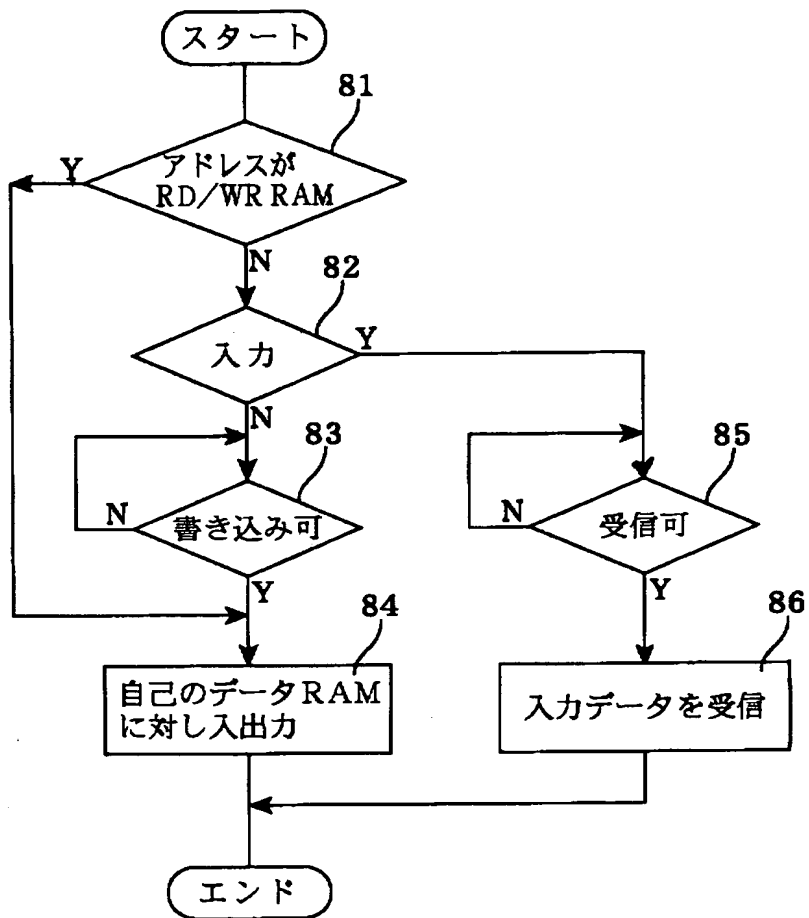 スタート
81
アドレスが
RD/WR RAM
Y
N
82
入力
Y
N
83
書き込み可
N
Y
85
受信可
N
Y
84
自己のデータRAM
に対し入出力
86
入力データを受信
エンド